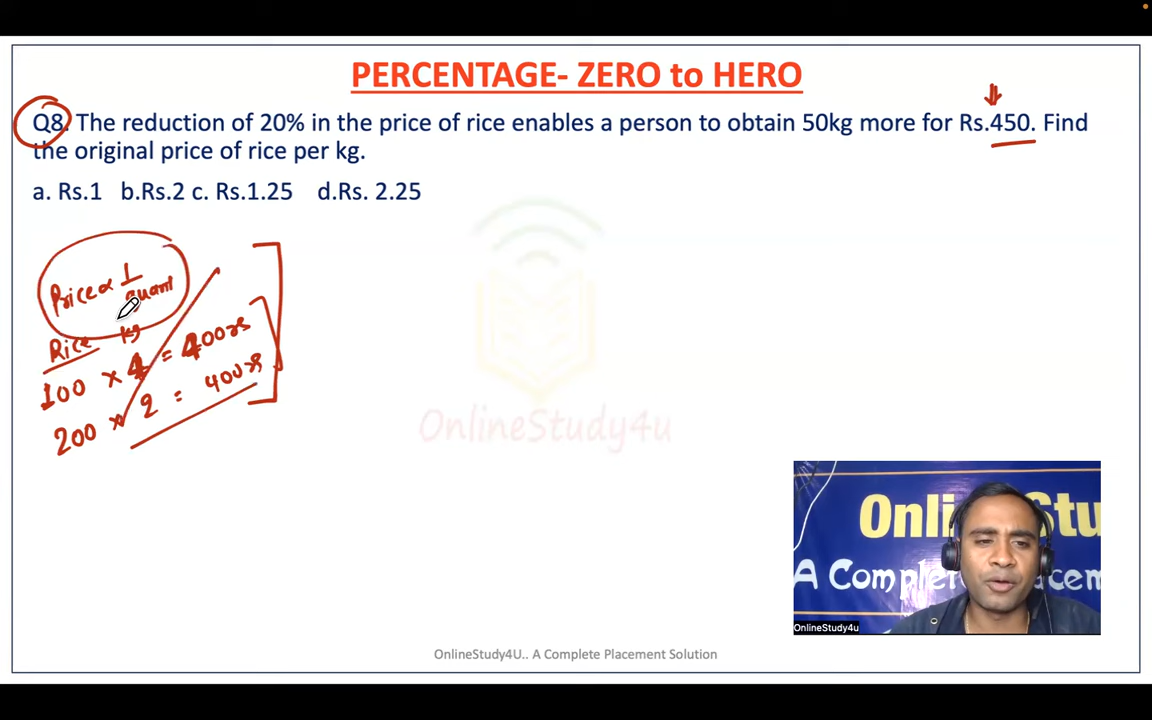 PERCENTAGE- ZERO to HERO
Q8. The reduction of 20% in the price of rice enables a person to obtain 50kg more for Rs.450. Find
the original price of rice per kg.
a. Rs.1 b.Rs.2 c. Rs.1.25 d.Rs. 2.25
Price ∝ 1/quant
Rice kg
100 × 4 = 400rs
200 × 2 = 400rs
OnlineStudy4u
Onlin Stu
A Complete Placem
OnlineStudy4u
OnlineStudy4U.. A Complete Placement Solution